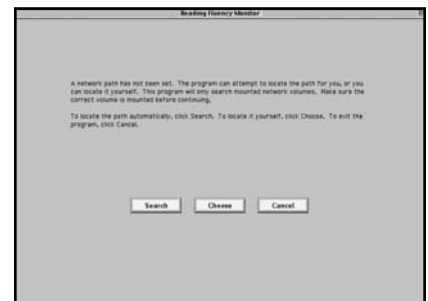 Reading Fluency Monitor
A network path has not been set. The program can attempt to locate the path for you, or you
can locate it yourself. This program will only search mounted network volumes. Make sure the
correct volume is mounted before continuing.
To locate the path automatically, click Search. To locate it yourself, click Choose. To exit the
program, click Cancel.
Search
Choose
Cancel